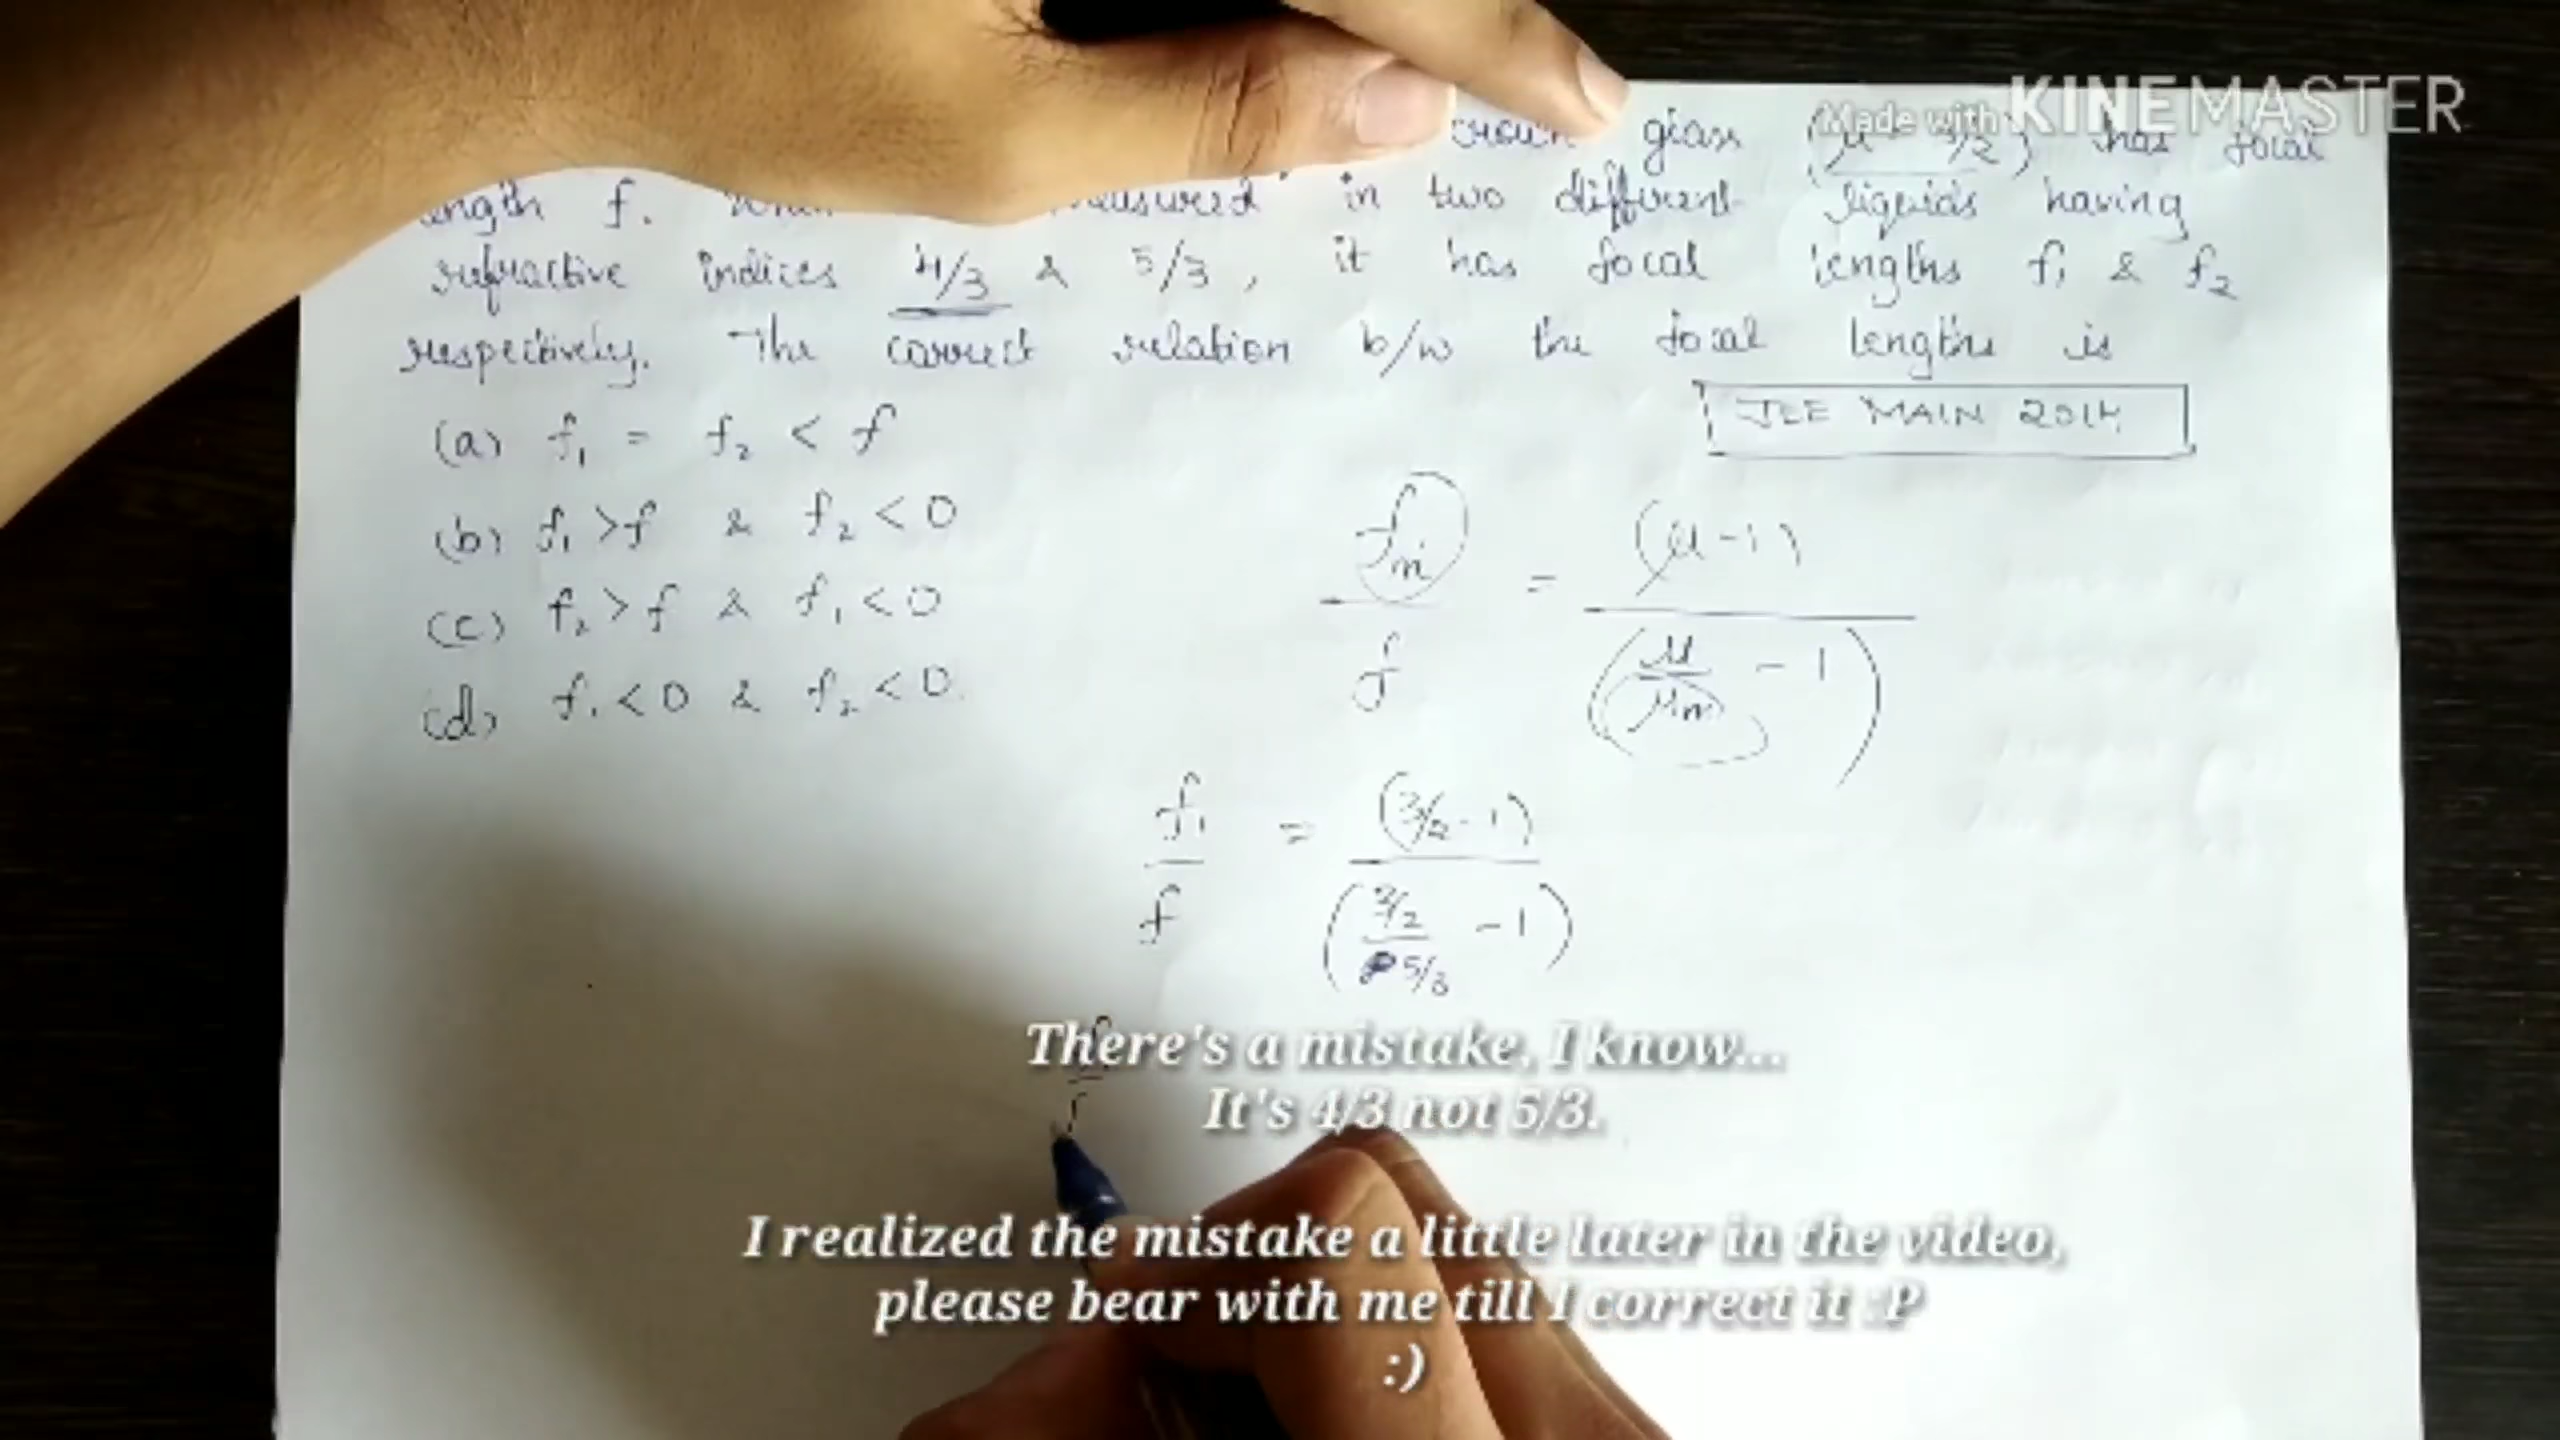 Made with KINEMASTER
crown glass (μ = 3/2) has focal
length f. When measured in two different liquids having
refractive indices 4/3 & 5/3, it has focal lengths f₁ & f₂
respectively. The correct relation b/w the focal lengths is
JEE MAIN 2014
(a) f₁ = f₂ < f
(b) f₁ > f & f₂ < 0
(c) f₂ > f & f₁ < 0
(d) f₁ < 0 & f₂ < 0
fm/f = (μ-1)/(μ/μm - 1)
f₁/f = (3/2 - 1)/((3/2)/(5/3) - 1)
There's a mistake, I know...
It's 4/3 not 5/3.
I realized the mistake a little later in the video,
please bear with me till I correct it :P
:)